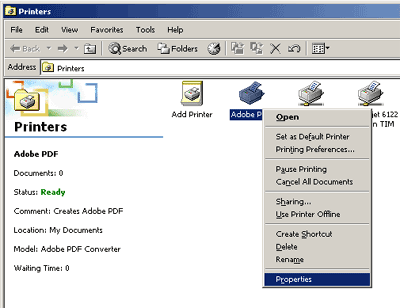 Printers
File Edit View Favorites Tools Help
Back Search Folders
Address Printers
Printers
Adobe PDF
Documents: 0
Status: Ready
Comment: Creates Adobe PDF
Location: My Documents
Model: Adobe PDF Converter
Waiting Time: 0
Add Printer Adobe P jet 6122
n TIM
Open
Set as Default Printer
Printing Preferences...
Pause Printing
Cancel All Documents
Sharing...
Use Printer Offline
Create Shortcut
Delete
Rename
Properties